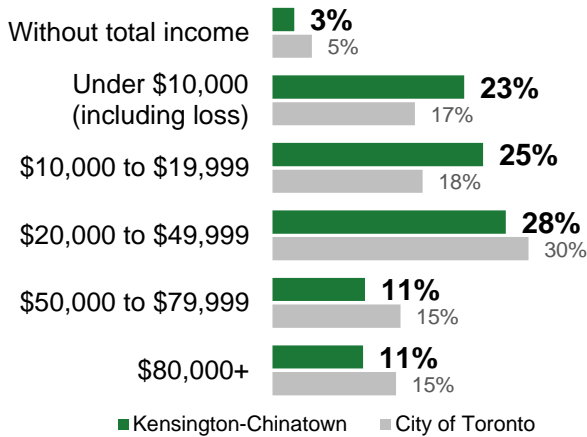 Without total income
3%
5%
Under $10,000
(including loss)
23%
17%
$10,000 to $19,999
25%
18%
$20,000 to $49,999
28%
30%
$50,000 to $79,999
11%
15%
$80,000+
11%
15%
Kensington-Chinatown
City of Toronto